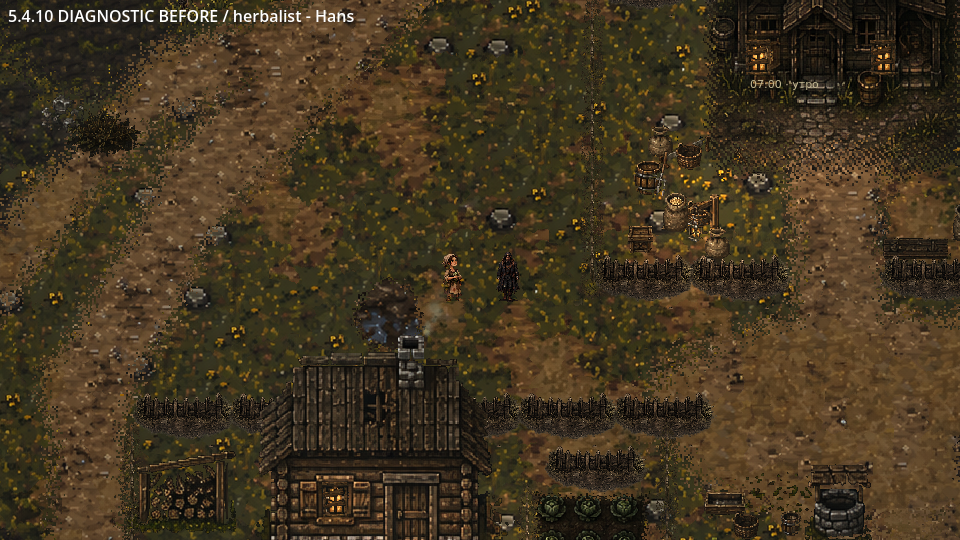 5.4.10 DIAGNOSTIC BEFORE / herbalist - Hans
07:00 · утро